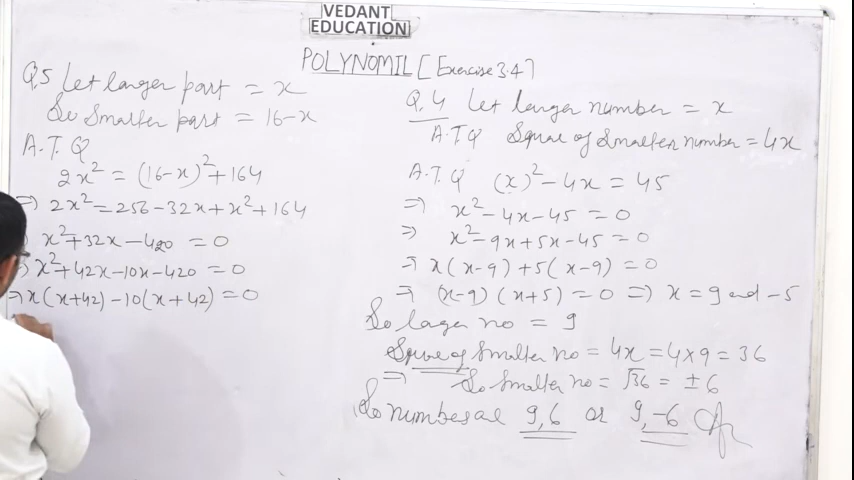 VEDANT
EDUCATION
POLYNOMIL [Exercise 3.4]
Q.5 Let larger part = x
So Smaller part = 16-x
A.T.Q
2x² = (16-x)² + 164
⇒ 2x² = 256 - 32x + x² + 164
x² + 32x - 420 = 0
⇒ x² + 42x - 10x - 420 = 0
⇒ x(x+42) - 10(x+42) = 0
Q.4 Let larger number = x
A.T.Q Square of Smaller number = 4x
A.T.Q (x)² - 4x = 45
⇒ x² - 4x - 45 = 0
⇒ x² - 9x + 5x - 45 = 0
⇒ x(x-9) + 5(x-9) = 0
⇒ (x-9) (x+5) = 0 ⇒ x = 9 and -5
So larger no = 9
Square of Smaller no = 4x = 4×9 = 36
⇒ So Smaller no = √36 = ±6
So numbers are 9,6 or 9,-6